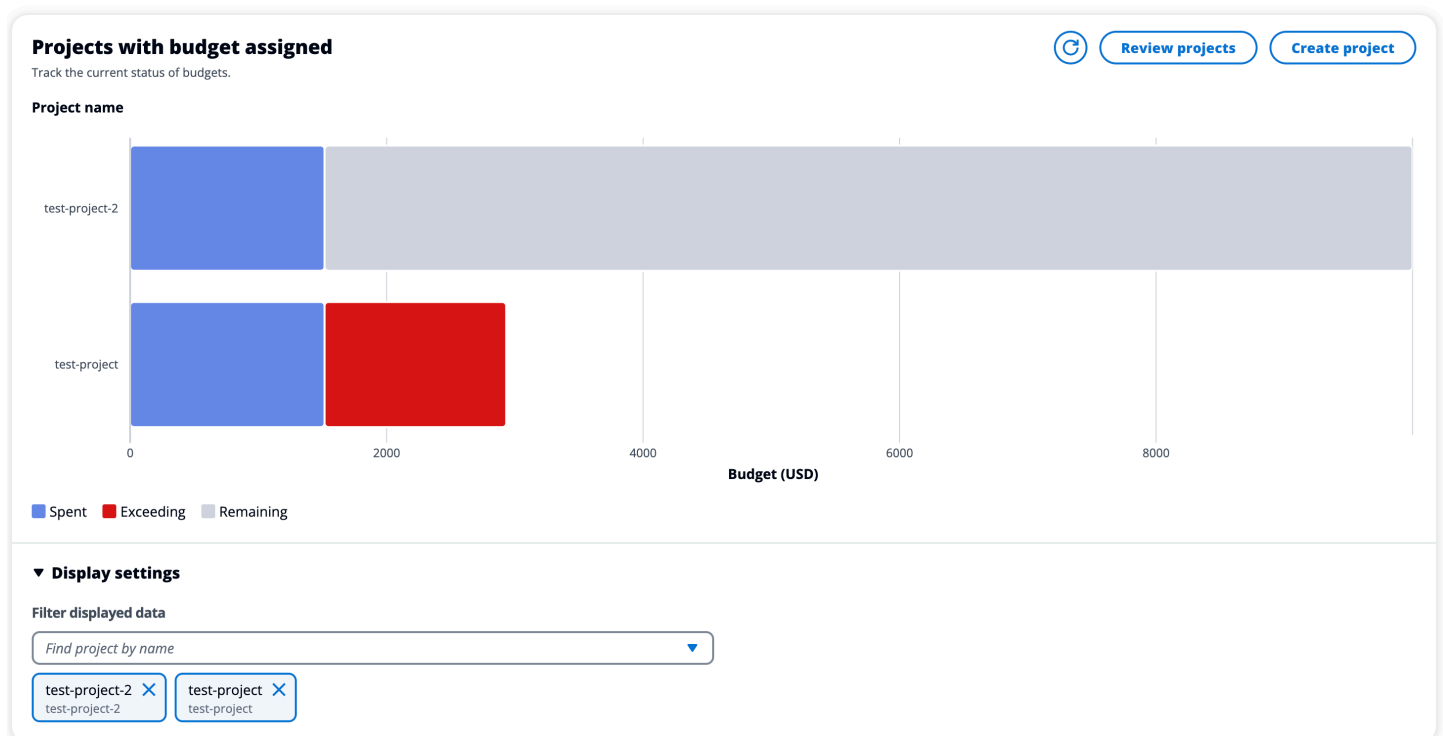 Projects with budget assigned
Review projects
Create project
Track the current status of budgets.
Project name
test-project-2
test-project
0 2000 4000 6000 8000
Budget (USD)
Spent Exceeding Remaining
Display settings
Filter displayed data
Find project by name
test-project-2 test-project
test-project-2 test-project